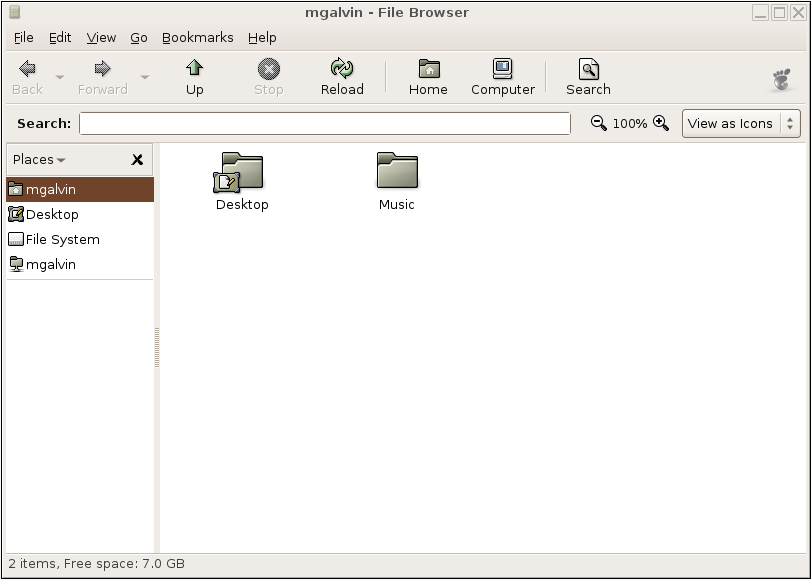 mgalvin - File Browser
File Edit View Go Bookmarks Help
Back Forward Up Stop Reload Home Computer Search
Search: 100% View as Icons
Places
mgalvin
Desktop
File System
mgalvin
Desktop Music
2 items, Free space: 7.0 GB